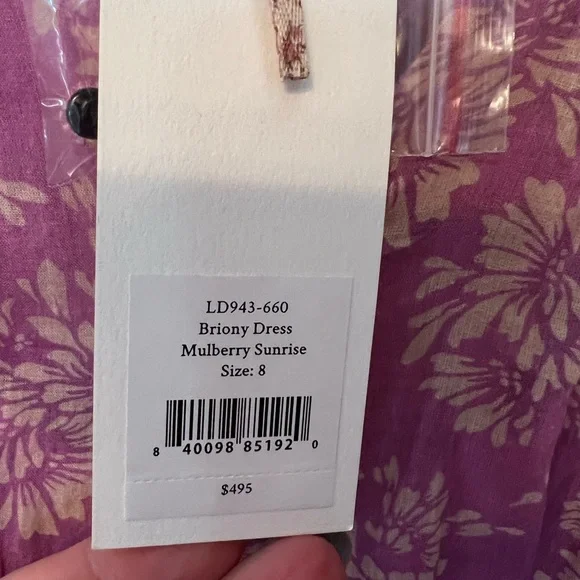 LD943-660
Briony Dress
Mulberry Sunrise
Size: 8
8 40098 85192 0
$495